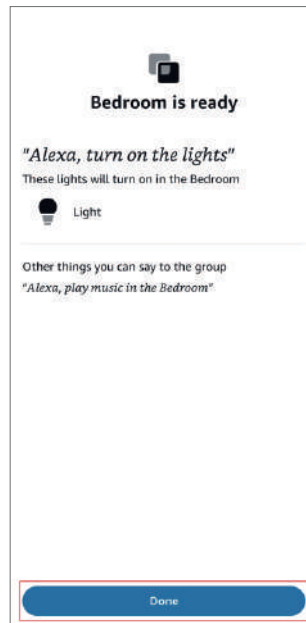 Bedroom is ready
"Alexa, turn on the lights"
These lights will turn on in the Bedroom
Light
Other things you can say to the group
"Alexa, play music in the Bedroom"
Done